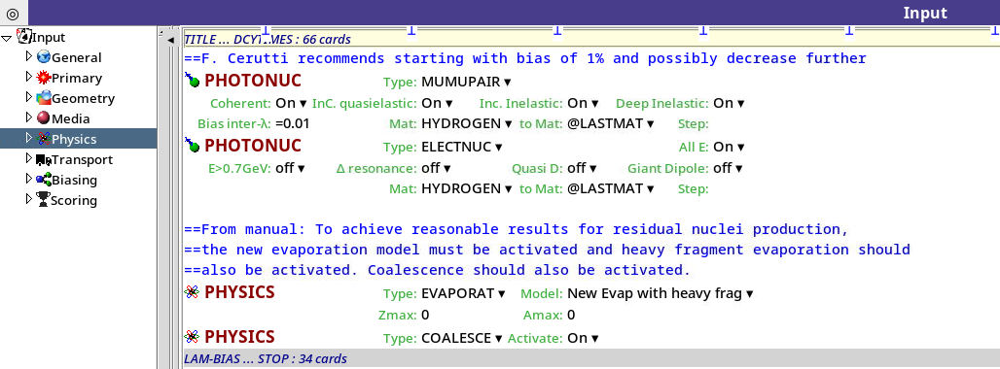 Input
Input
General
Primary
Geometry
Media
Physics
Transport
Biasing
Scoring
TITLE ... : 66 cards
==F. Cerutti recommends starting with bias of 1% and possibly decrease further
PHOTONUC Type: MUMUPAIR
Coherent: On InC. quasielastic: On Inc. Inelastic: On Deep Inelastic: On
Bias inter-λ: =0.01 Mat: HYDROGEN to Mat: @LASTMAT Step:
PHOTONUC Type: ELECTNUC All E: On
E>0.7GeV: off Δ resonance: off Quasi D: off Giant Dipole: off
Mat: HYDROGEN to Mat: @LASTMAT Step:
==From manual: To achieve reasonable results for residual nuclei production,
==the new evaporation model must be activated and heavy fragment evaporation should
==also be activated. Coalescence should also be activated.
PHYSICS Type: EVAPORAT Model: New Evap with heavy frag
Zmax: 0 Amax: 0
PHYSICS Type: COALESCE Activate: On
LAM-BIAS ... STOP : 34 cards